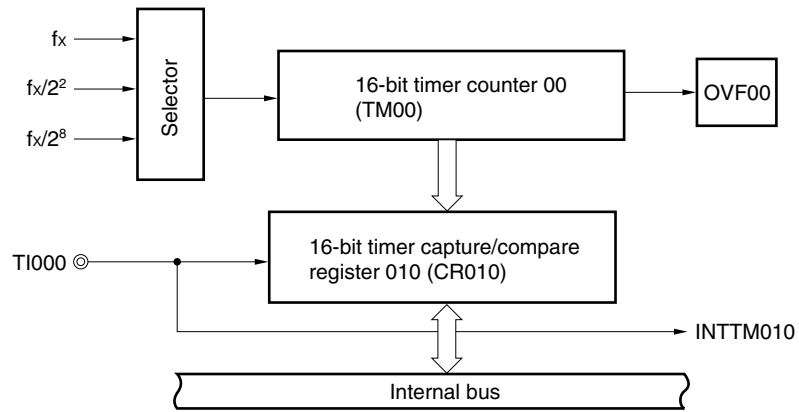 fx
fx/2²
fx/2⁸
Selector
16-bit timer counter 00
(TM00)
OVF00
TI000
16-bit timer capture/compare
register 010 (CR010)
INTTM010
Internal bus